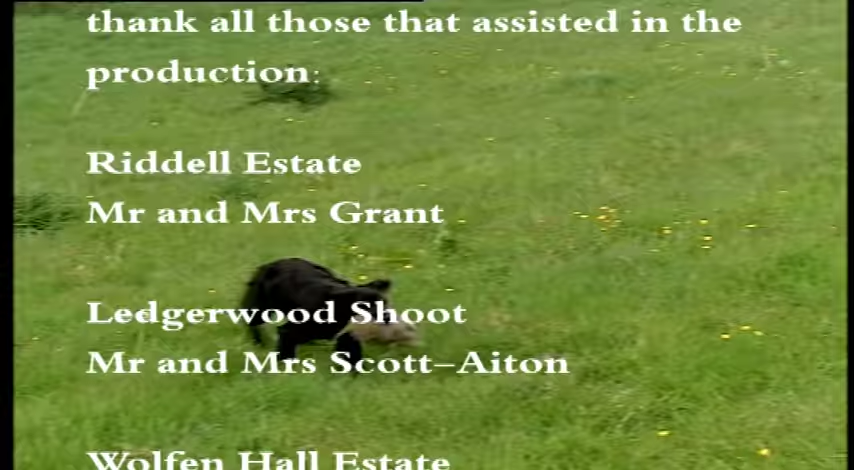 thank all those that assisted in the
production:
Riddell Estate
Mr and Mrs Grant
Ledgerwood Shoot
Mr and Mrs Scott–Aiton
Wolfen Hall Estate